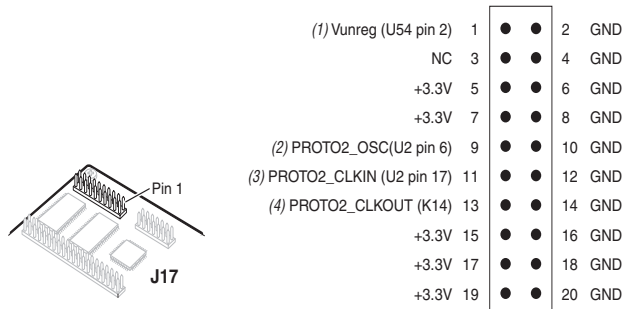 (1) Vunreg (U54 pin 2) 1 2 GND
NC 3 4 GND
+3.3V 5 6 GND
+3.3V 7 8 GND
(2) PROTO2_OSC(U2 pin 6) 9 10 GND
(3) PROTO2_CLKIN (U2 pin 17) 11 12 GND
(4) PROTO2_CLKOUT (K14) 13 14 GND
+3.3V 15 16 GND
+3.3V 17 18 GND
+3.3V 19 20 GND
Pin 1
J17